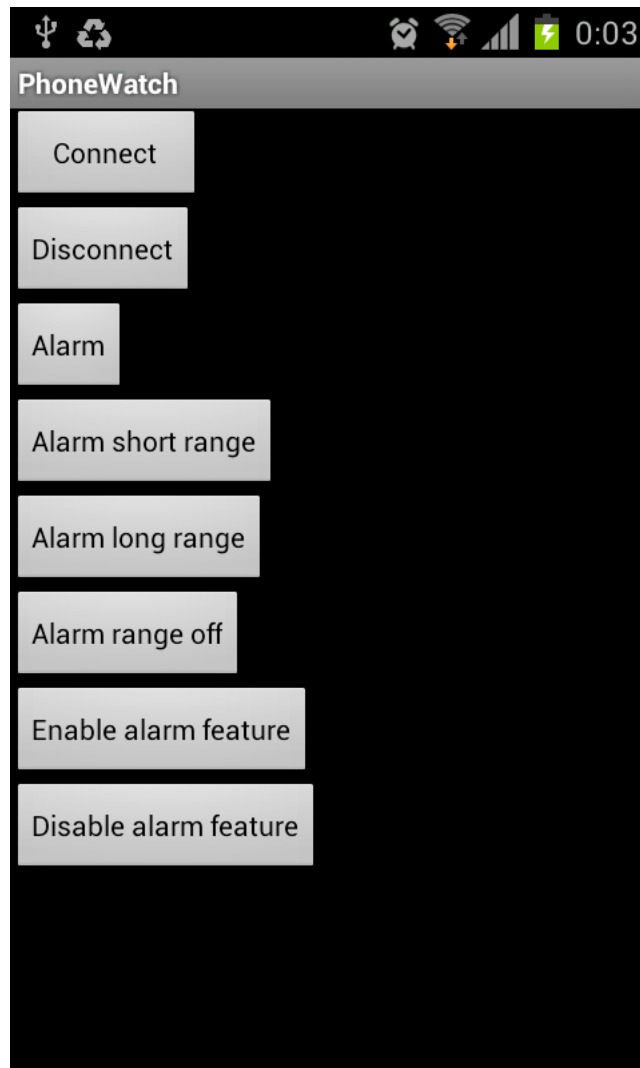 0:03
PhoneWatch
Connect
Disconnect
Alarm
Alarm short range
Alarm long range
Alarm range off
Enable alarm feature
Disable alarm feature